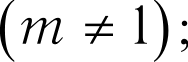 (m ≠ 1);